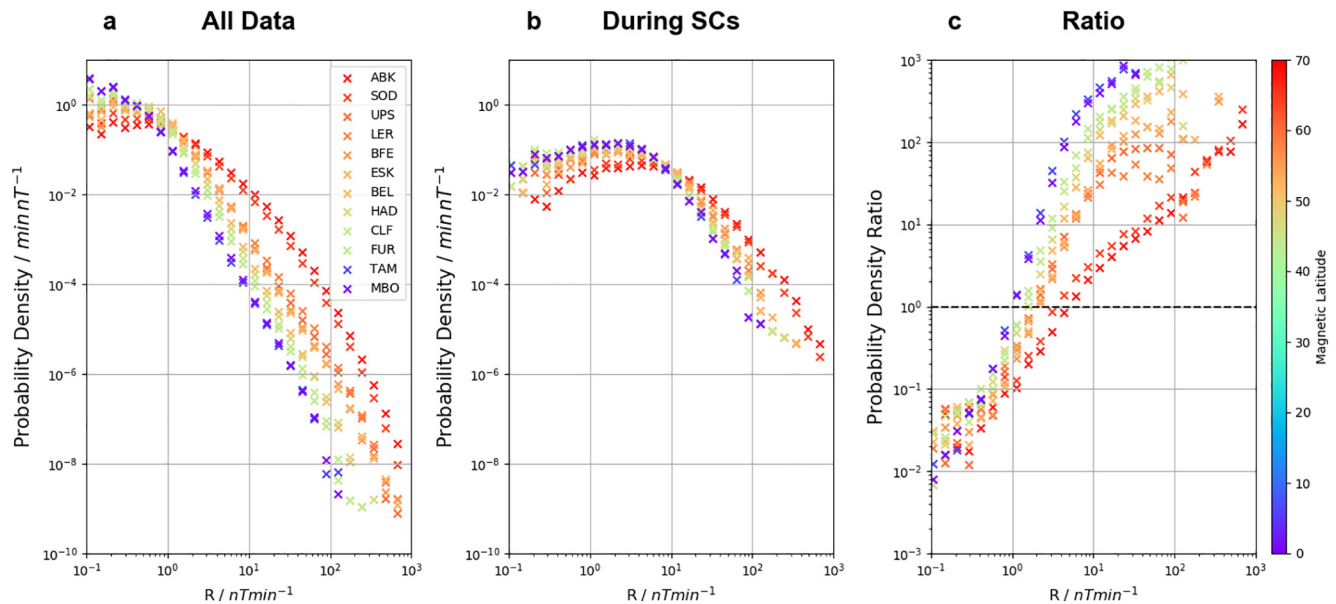 a All Data
b During SCs
c Ratio
Probability Density / min nT⁻¹
10⁰
10⁻²
10⁻⁴
10⁻⁶
10⁻⁸
10⁻¹⁰
10⁻¹ 10⁰ 10¹ 10² 10³
R / nTmin⁻¹
ABK
SOD
UPS
LER
BFE
ESK
BEL
HAD
CLF
FUR
TAM
MBO
Probability Density / min nT⁻¹
10⁰
10⁻²
10⁻⁴
10⁻⁶
10⁻⁸
10⁻¹⁰
10⁻¹ 10⁰ 10¹ 10² 10³
R / nTmin⁻¹
Probability Density Ratio
10³
10²
10¹
10⁰
10⁻¹
10⁻²
10⁻³
10⁻¹ 10⁰ 10¹ 10² 10³
R / nTmin⁻¹
70
60
50
40
30
20
10
0
Magnetic Latitude